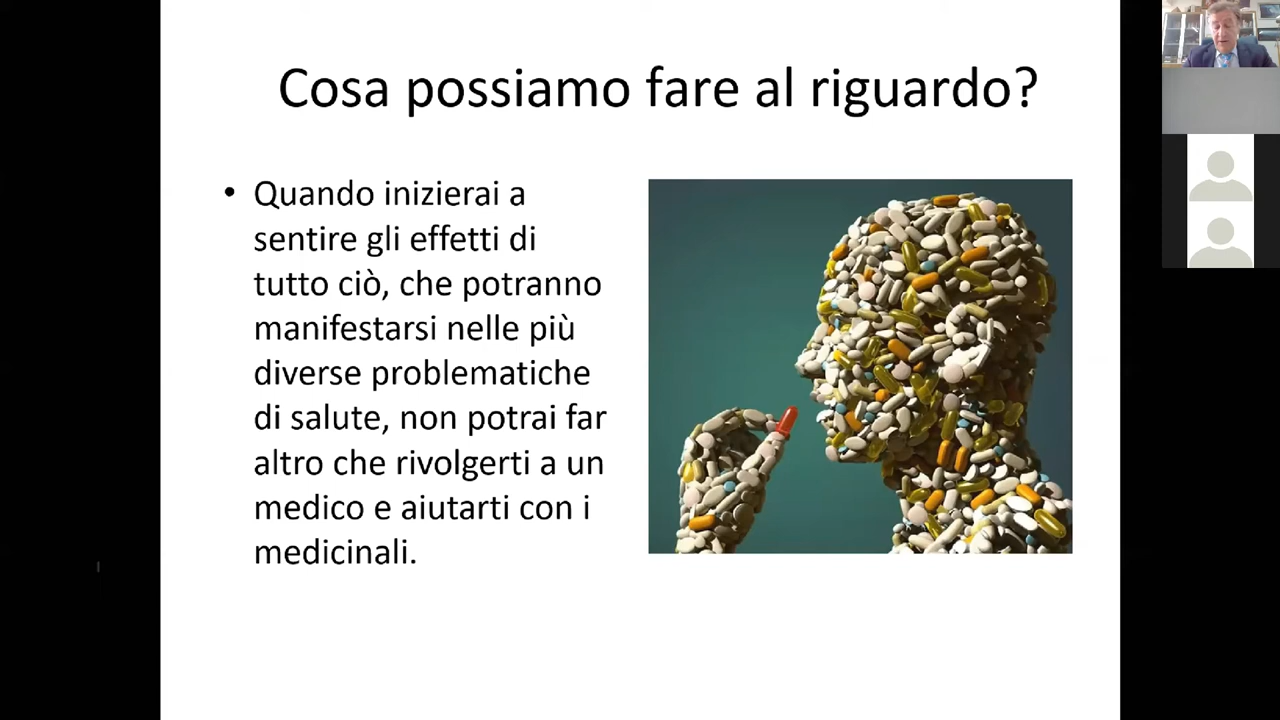 Cosa possiamo fare al riguardo?
• Quando inizierai a
sentire gli effetti di
tutto ciò, che potranno
manifestarsi nelle più
diverse problematiche
di salute, non potrai far
altro che rivolgerti a un
medico e aiutarti con i
medicinali.